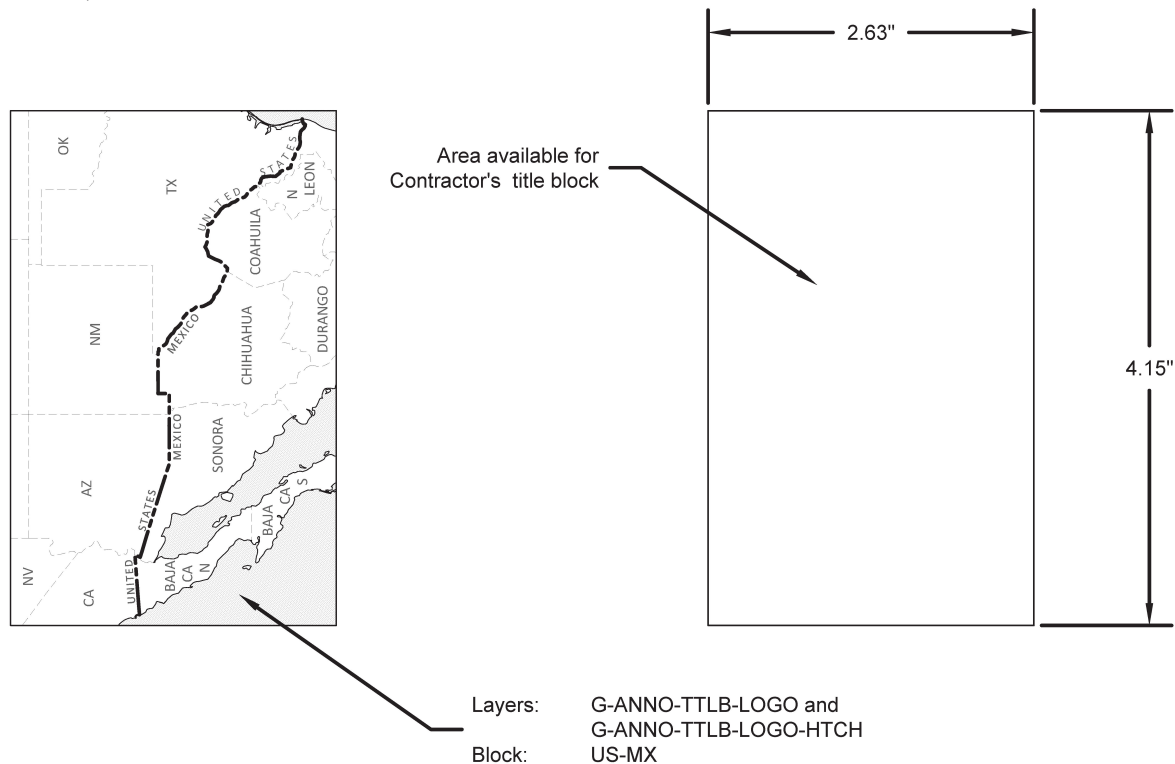 2.63"
Area available for
Contractor's title block
4.15"
OK
TX
UNITED STATES
N
LEON
COAHUILA
NM
MEXICO
CHIHUAHUA
DURANGO
MEXICO
SONORA
AZ
STATES
BAJA
CA
S
NV
CA
UNITED
BAJA
CA
N
Layers: G-ANNO-TTLB-LOGO and
G-ANNO-TTLB-LOGO-HTCH
Block: US-MX